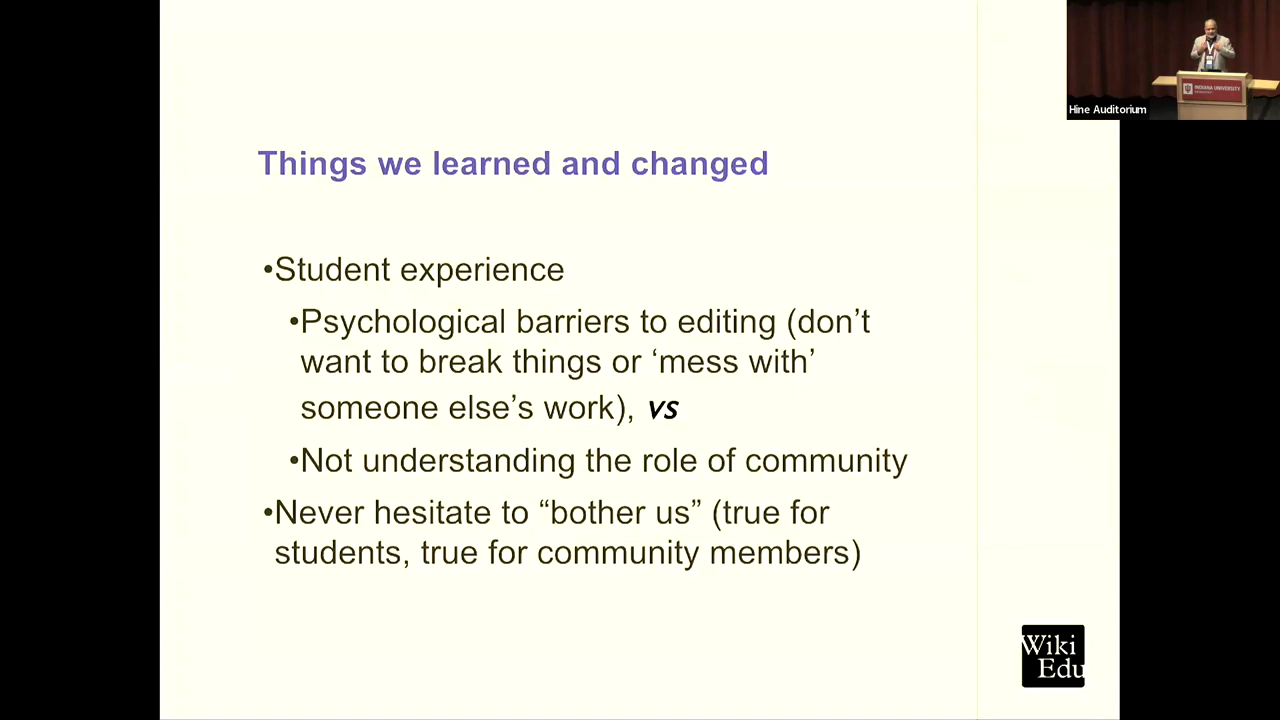 Things we learned and changed
•Student experience
•Psychological barriers to editing (don’t
want to break things or ‘mess with’
someone else’s work), vs
•Not understanding the role of community
•Never hesitate to “bother us” (true for
students, true for community members)
Wiki
Edu
Hine Auditorium
INDIANA UNIVERSITY